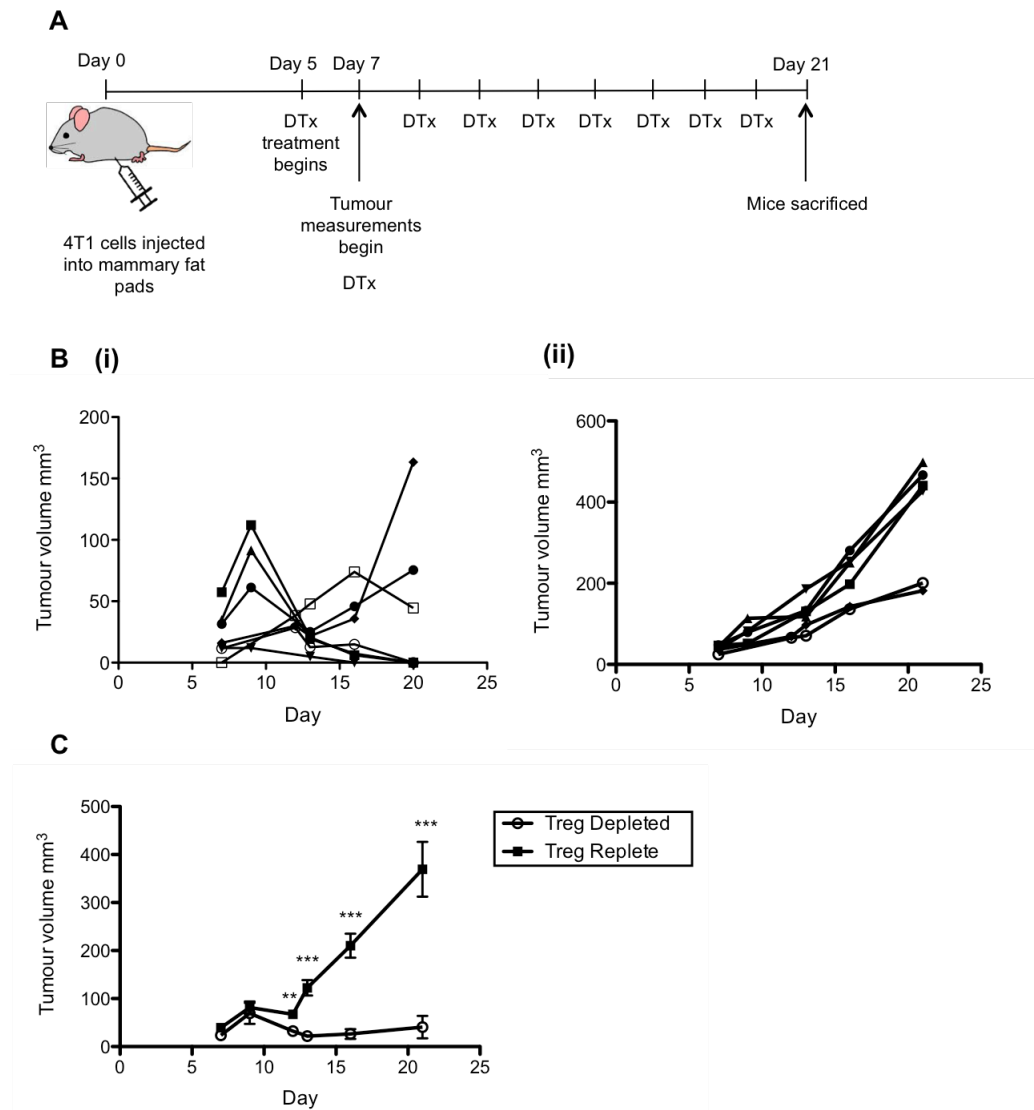 A
Day 0
Day 5
Day 7
Day 21
DTx
treatment
begins
DTx
DTx
DTx
DTx
DTx
DTx
DTx
Tumour
measurements
begin
DTx
Mice sacrificed
4T1 cells injected
into mammary fat
pads
B (i)
Tumour volume mm³
200
150
100
50
0
0 5 10 15 20 25
Day
(ii)
Tumour volume mm³
600
400
200
0
0 5 10 15 20 25
Day
C
Tumour volume mm³
500
400
300
200
100
0
0 5 10 15 20 25
Day
**
***
***
***
Treg Depleted
Treg Replete